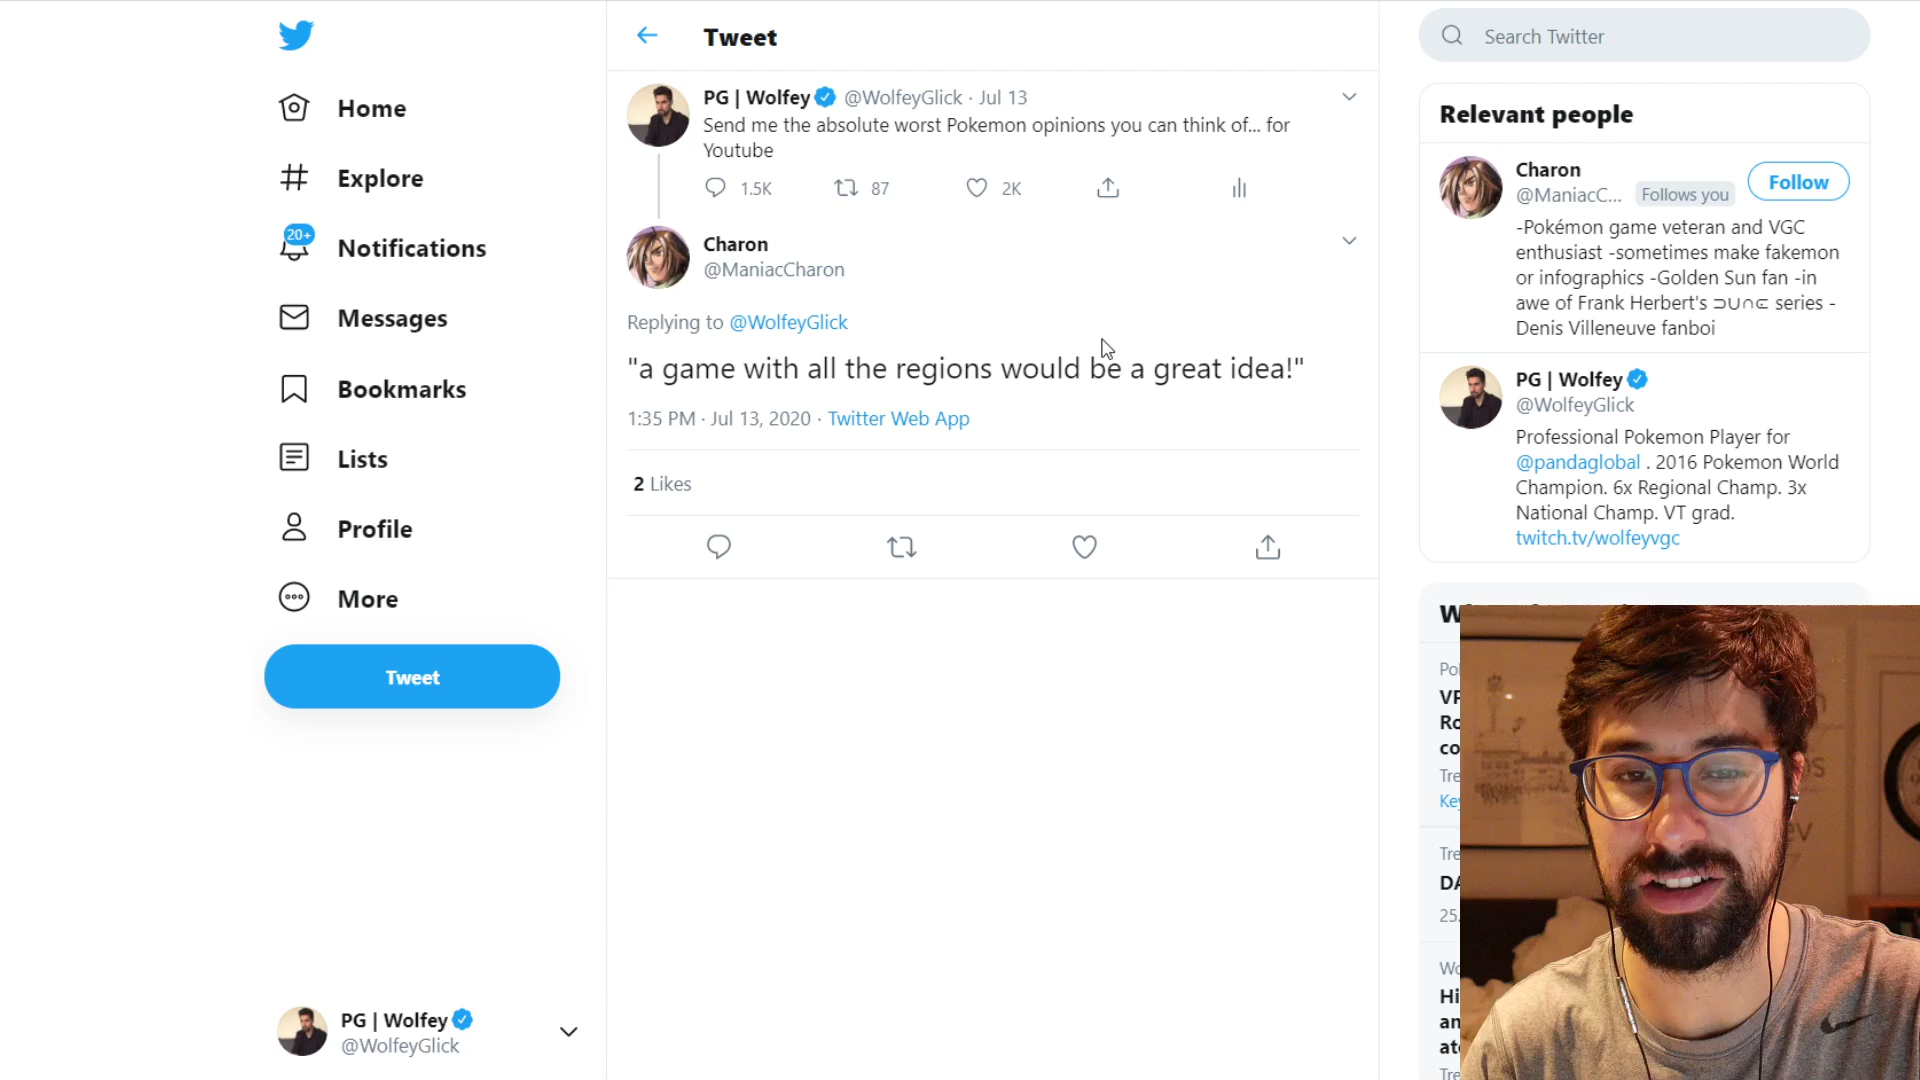 Home
Explore
20+
Notifications
Messages
Bookmarks
Lists
Profile
More
Tweet
PG | Wolfey
@WolfeyGlick
Tweet
PG | Wolfey @WolfeyGlick · Jul 13
Send me the absolute worst Pokemon opinions you can think of... for
Youtube
1.5K 87 2K
Charon
@ManiacCharon
Replying to @WolfeyGlick
"a game with all the regions would be a great idea!"
1:35 PM · Jul 13, 2020 · Twitter Web App
2 Likes
Search Twitter
Relevant people
Charon
@ManiacC... Follows you
Follow
-Pokémon game veteran and VGC
enthusiast -sometimes make fakemon
or infographics -Golden Sun fan -in
awe of Frank Herbert's ⊃∪∩⊂ series -
Denis Villeneuve fanboi
PG | Wolfey
@WolfeyGlick
Professional Pokemon Player for
@pandaglobal . 2016 Pokemon World
Champion. 6x Regional Champ. 3x
National Champ. VT grad.
twitch.tv/wolfeyvgc